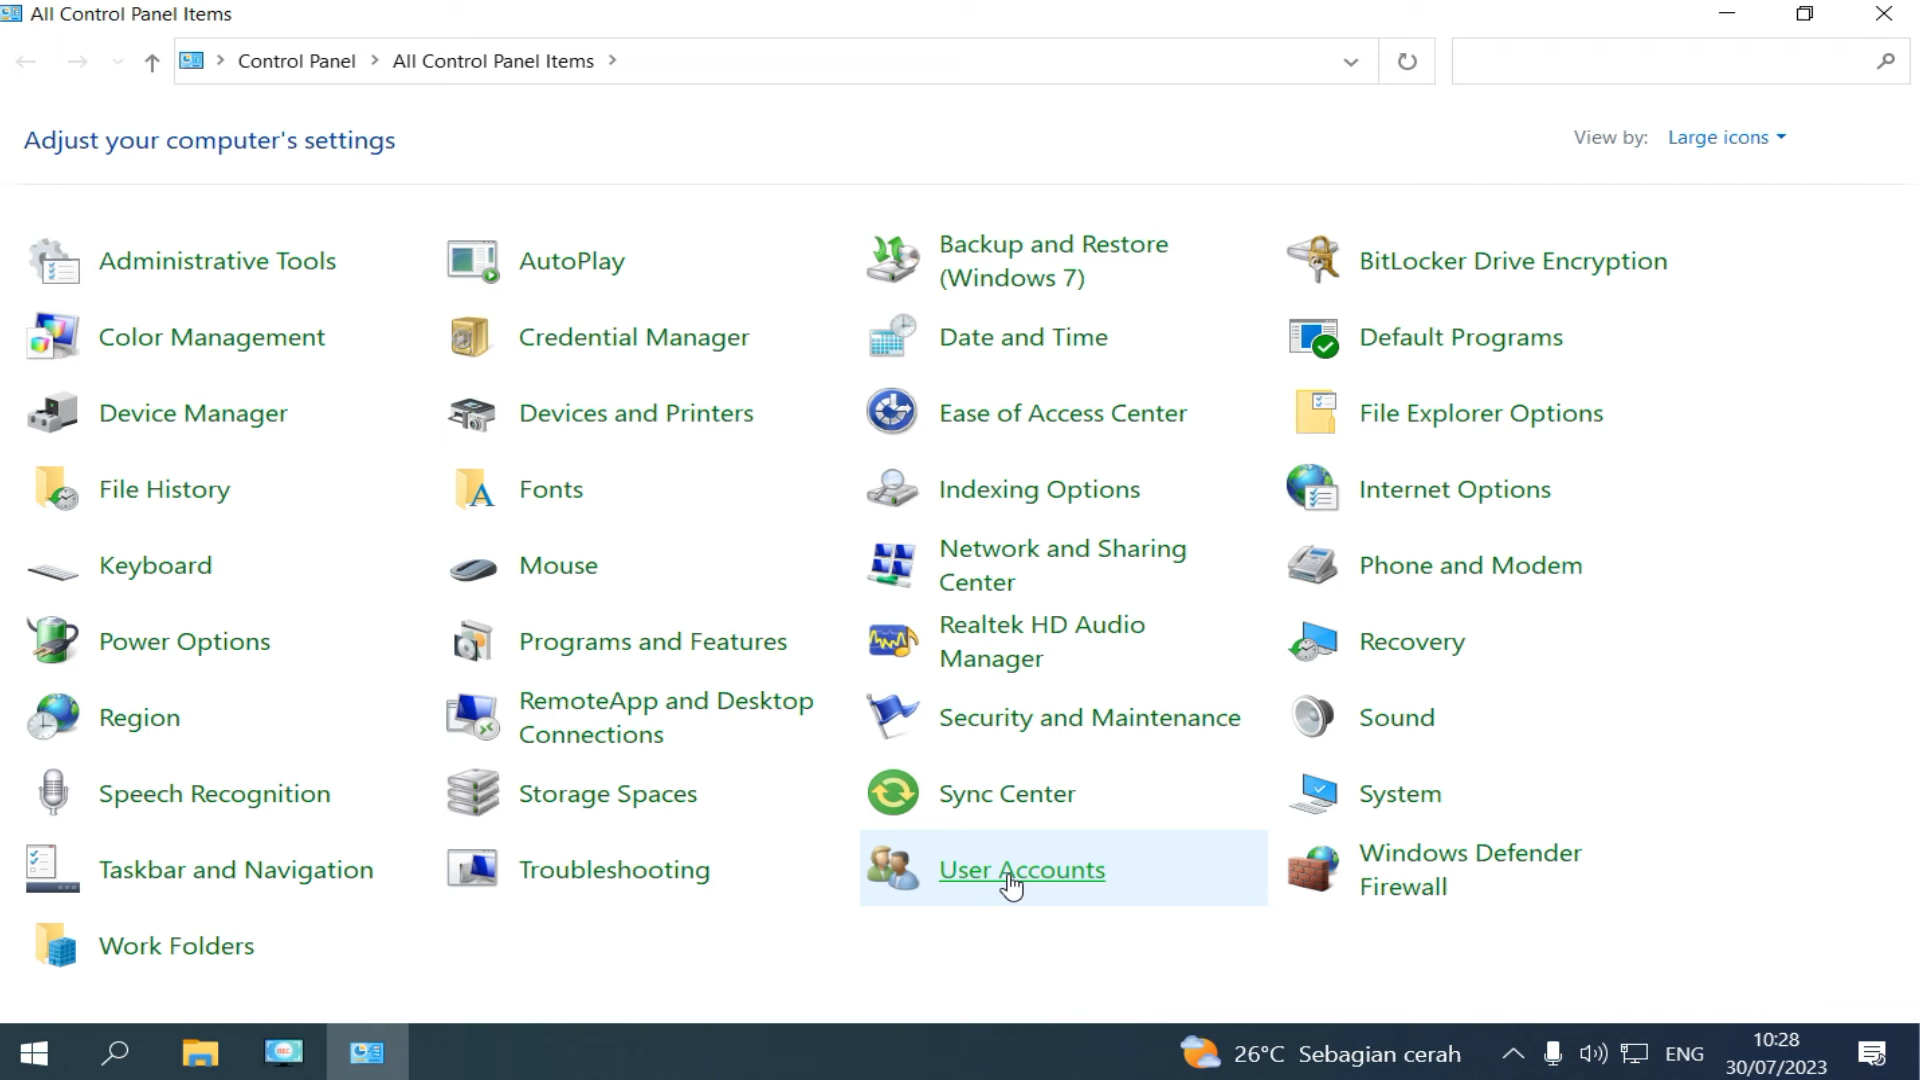 All Control Panel Items
Control Panel > All Control Panel Items >
Adjust your computer's settings
View by: Large icons
Administrative Tools
AutoPlay
Backup and Restore
(Windows 7)
BitLocker Drive Encryption
Color Management
Credential Manager
Date and Time
Default Programs
Device Manager
Devices and Printers
Ease of Access Center
File Explorer Options
File History
Fonts
Indexing Options
Internet Options
Keyboard
Mouse
Network and Sharing
Center
Phone and Modem
Power Options
Programs and Features
Realtek HD Audio
Manager
Recovery
Region
RemoteApp and Desktop
Connections
Security and Maintenance
Sound
Speech Recognition
Storage Spaces
Sync Center
System
Taskbar and Navigation
Troubleshooting
User Accounts
Windows Defender
Firewall
Work Folders
26°C Sebagian cerah
ENG
10:28
30/07/2023